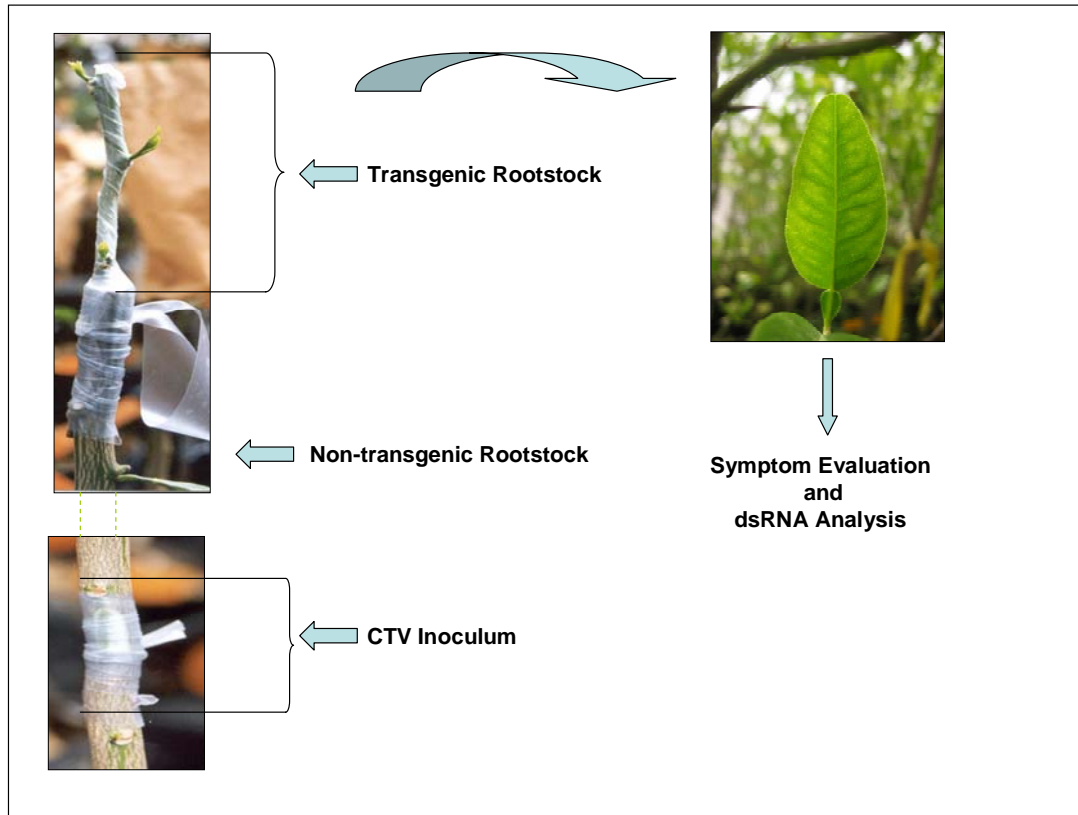 Transgenic Rootstock
Non-transgenic Rootstock
CTV Inoculum
Symptom Evaluation
and
dsRNA Analysis